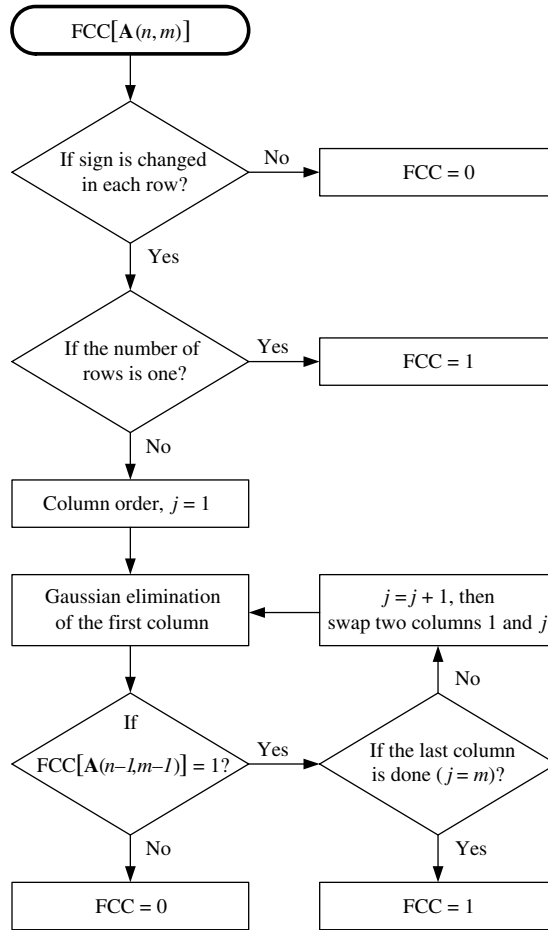 FCC[A(n,m)]
If sign is changed
in each row?
No
FCC = 0
Yes
If the number of
rows is one?
Yes
FCC = 1
No
Column order, j = 1
Gaussian elimination
of the first column
j = j + 1, then
swap two columns 1 and j
No
If
FCC[A(n–1,m–1)] = 1?
Yes
If the last column
is done (j = m)?
No
Yes
FCC = 0
FCC = 1